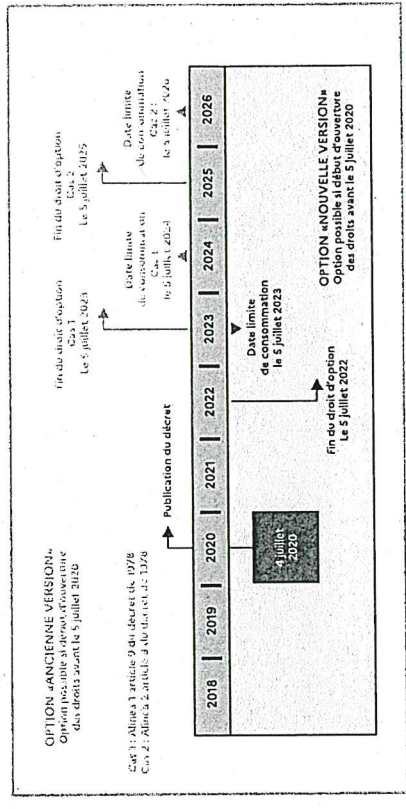 OPTION «ANCIENNE VERSION»
Option possible si début d'ouverture
des droits avant le 5 juillet 2020
Cas 1 : Alinéa 1 article 9 du décret de 1978
Cas 2 : Alinéa 2 article 9 du décret de 1978
Publication du décret
Fin du droit d'option
Cas 1
Le 5 juillet 2023
Date limite
de consommation
Cas 1 :
le 5 juillet 2024
Fin du droit d'option
Cas 2
Le 5 juillet 2025
Date limite
de consommation
Cas 2 :
le 5 juillet 2026
2018
2019
2020
2021
2022
2023
2024
2025
2026
4 juillet
2020
Fin du droit d'option
Le 5 juillet 2022
Date limite
de consommation
le 5 juillet 2023
OPTION «NOUVELLE VERSION»
Option possible si début d'ouverture
des droits avant le 5 juillet 2020